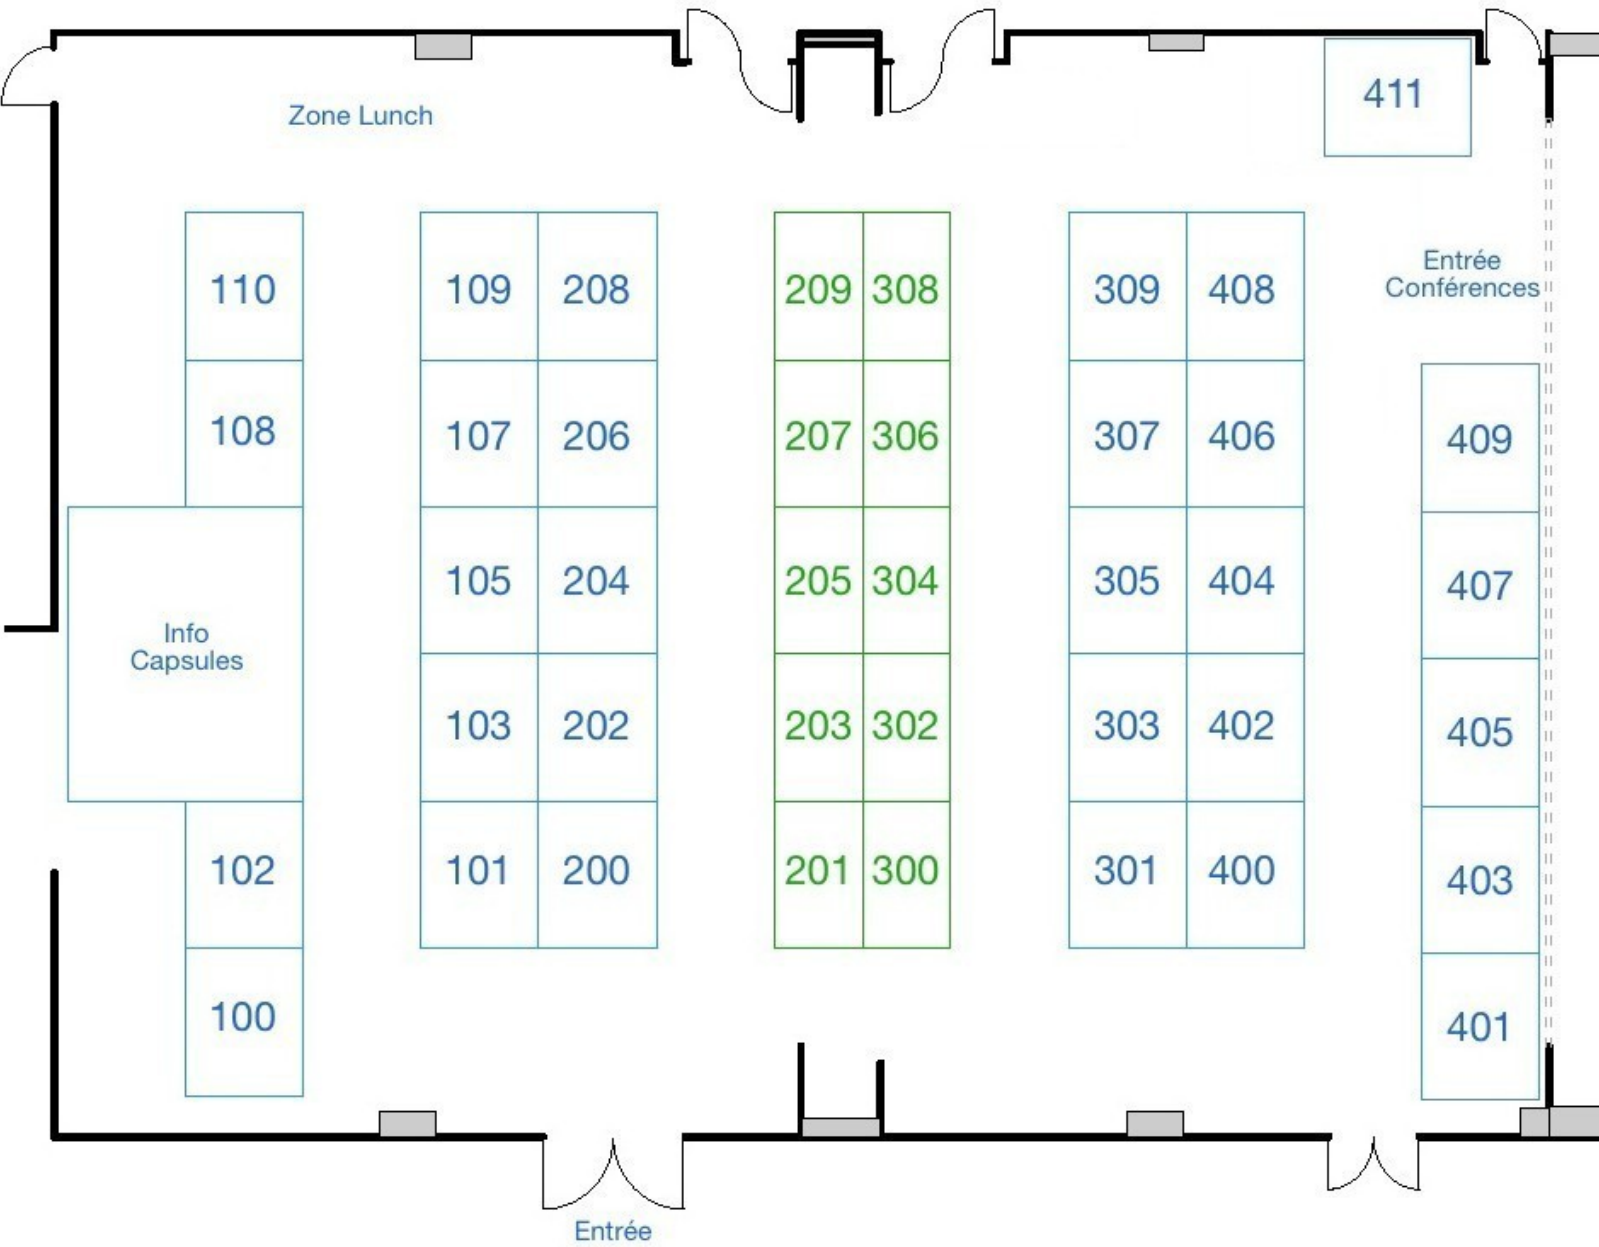 411
Zone Lunch
Entrée
Conférences
110 109 208 209 308 309 408
108 107 206 207 306 307 406 409
105 204 205 304 305 404 407
Info
Capsules
103 202 203 302 303 402 405
102 101 200 201 300 301 400 403
100 401
Entrée